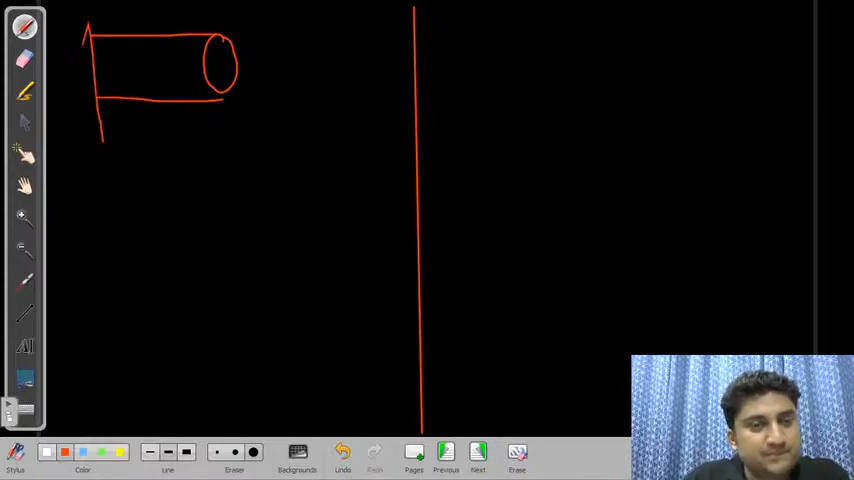 Stylus
Color
Line
Eraser
Backgrounds
Undo
Redo
Pages
Previous
Next
Erase